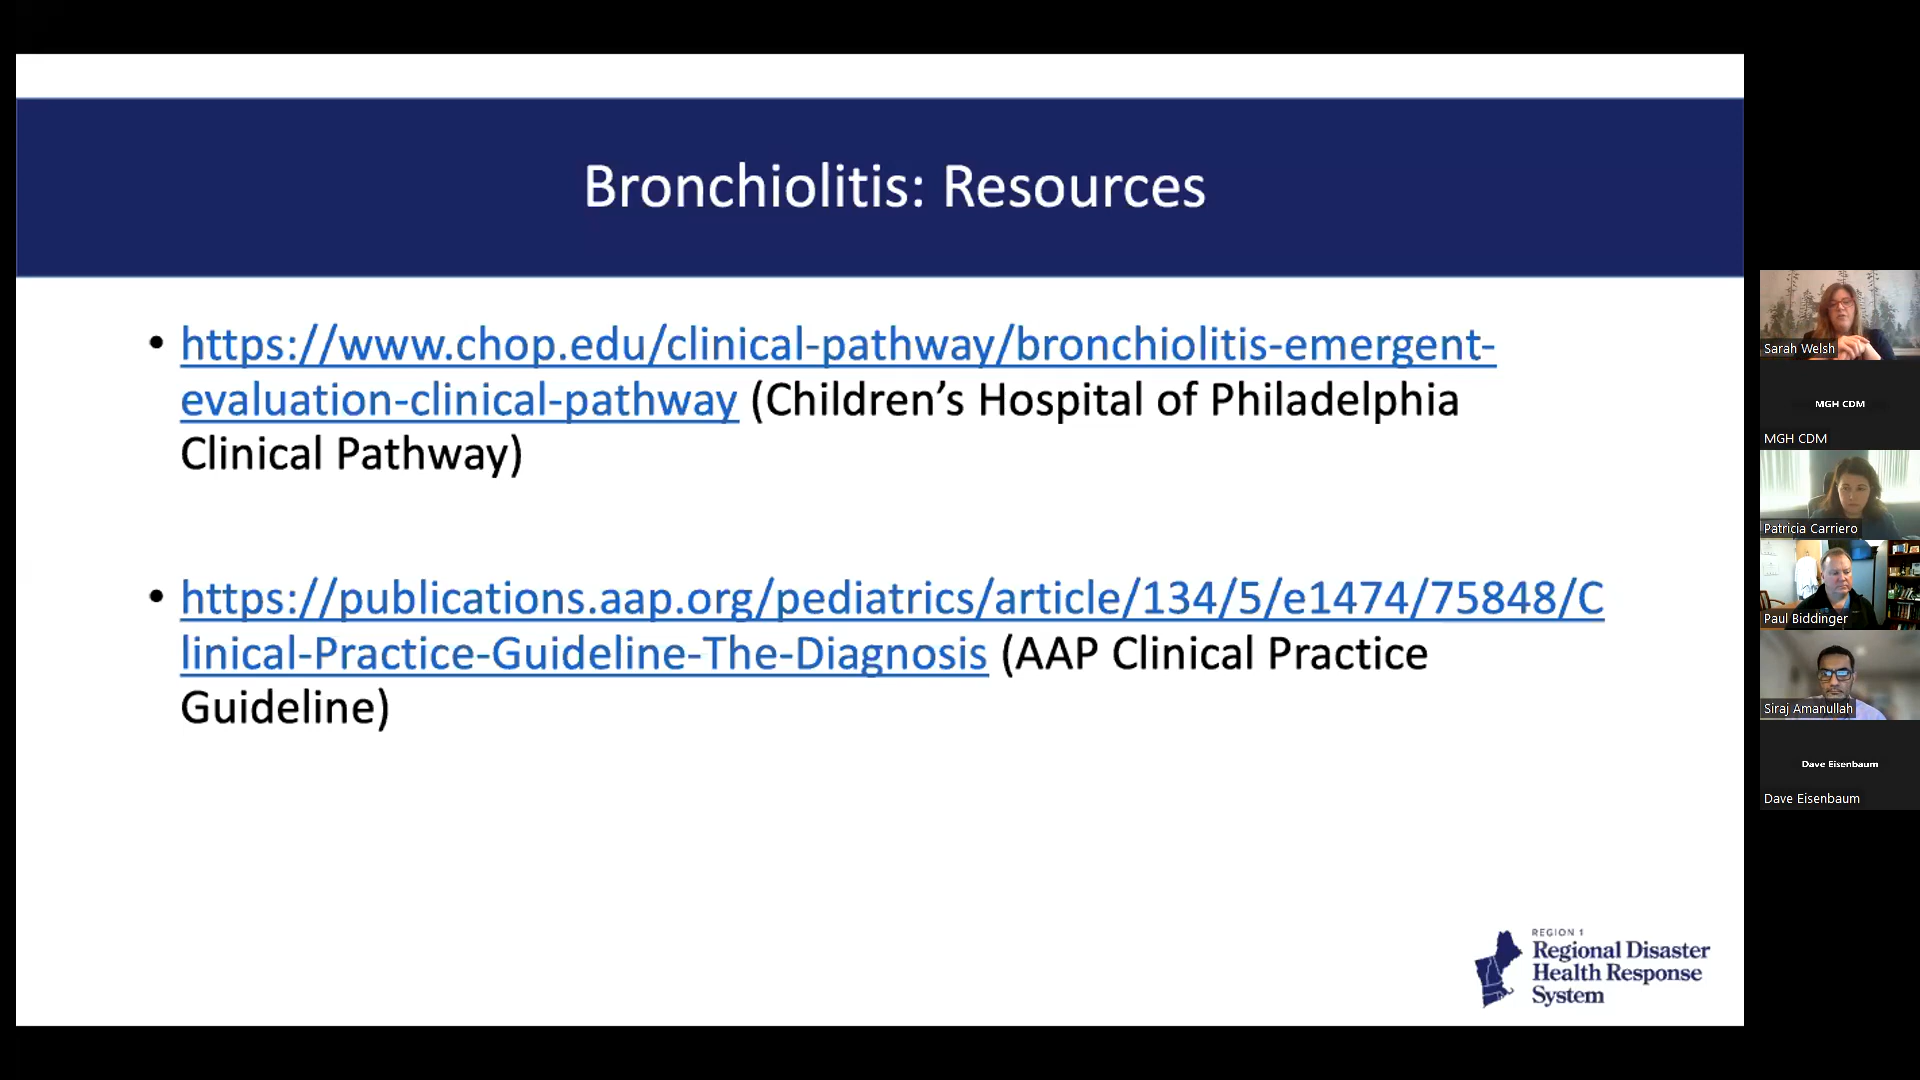 Bronchiolitis: Resources
• https://www.chop.edu/clinical-pathway/bronchiolitis-emergent-
evaluation-clinical-pathway (Children’s Hospital of Philadelphia
Clinical Pathway)
• https://publications.aap.org/pediatrics/article/134/5/e1474/75848/C
linical-Practice-Guideline-The-Diagnosis (AAP Clinical Practice
Guideline)
REGION 1
Regional Disaster
Health Response
System
Sarah Welsh
MGH CDM
MGH CDM
Patricia Carriero
Paul Biddinger
Siraj Amanullah
Dave Eisenbaum
Dave Eisenbaum